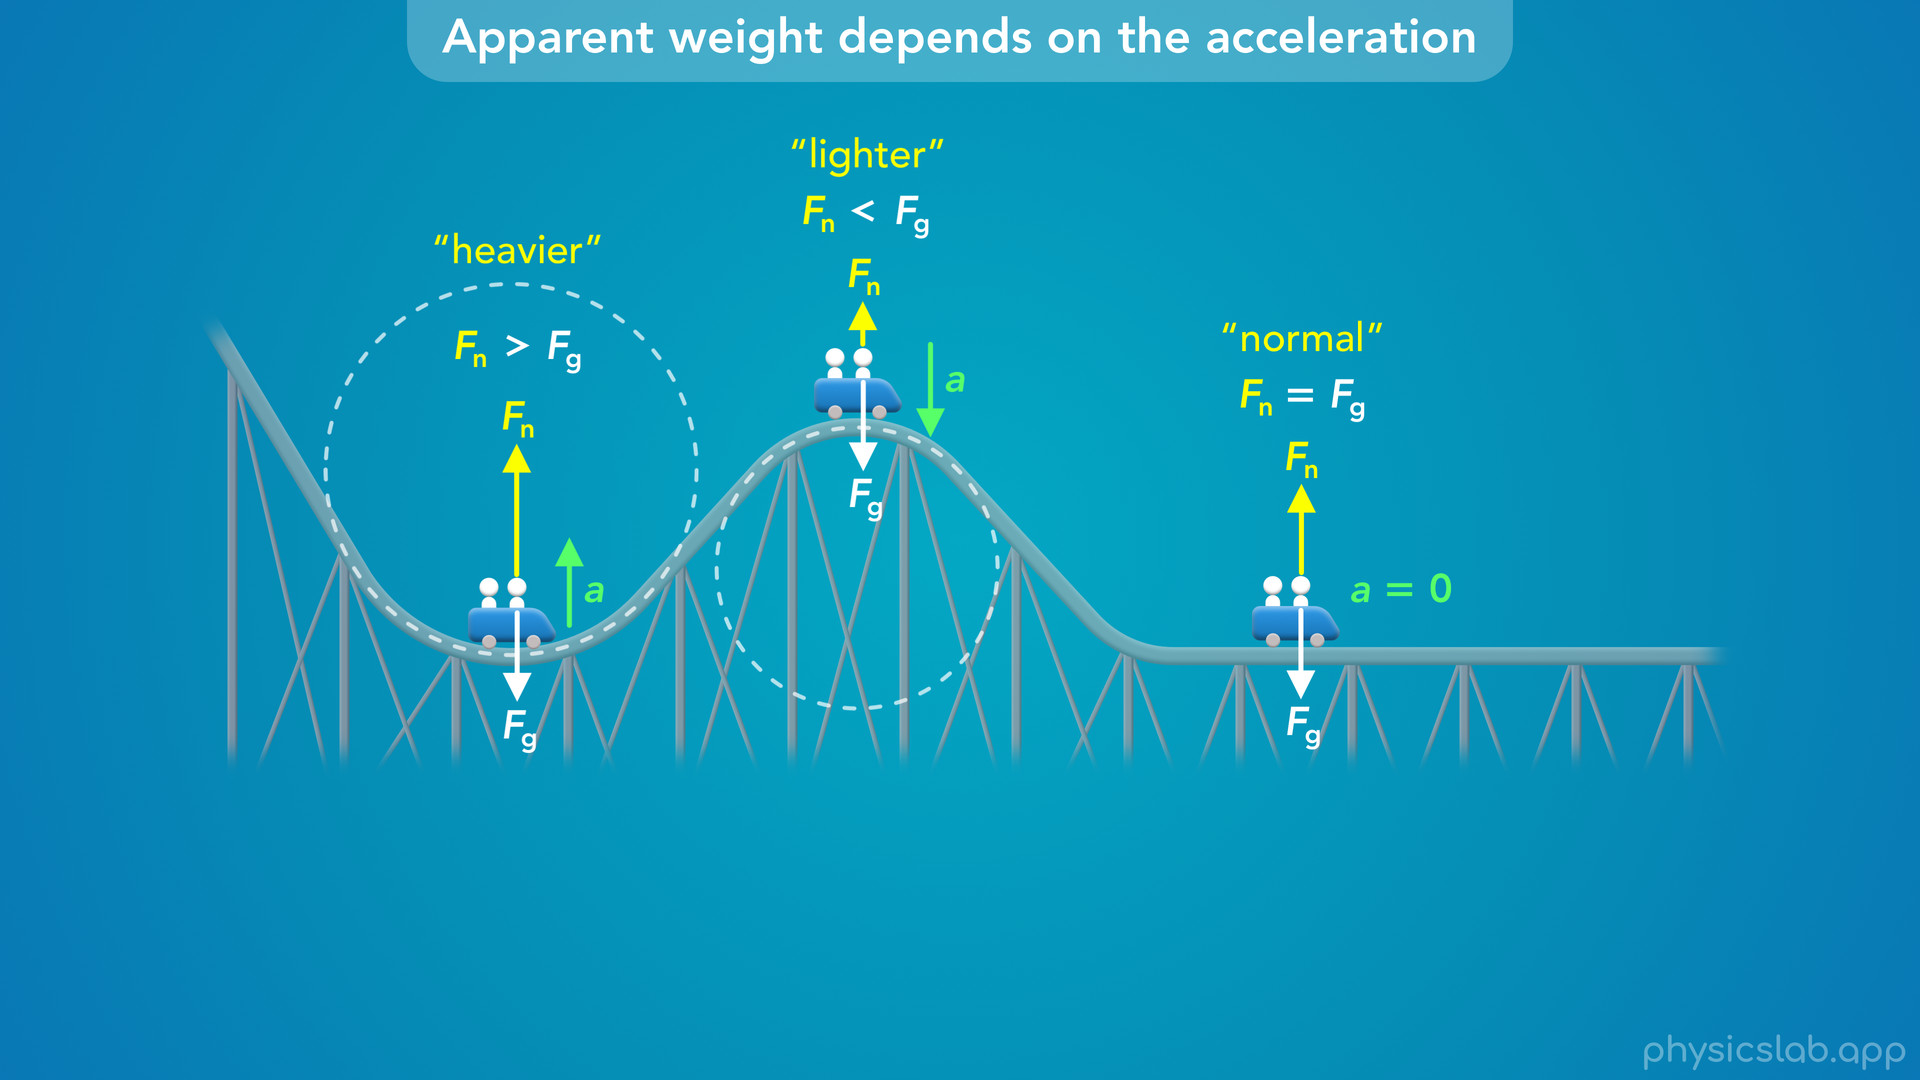 Apparent weight depends on the acceleration
“heavier”
Fn > Fg
Fn
a
Fg
“lighter”
Fn < Fg
Fn
a
Fg
“normal”
Fn = Fg
Fn
a = 0
Fg
physicslab.app